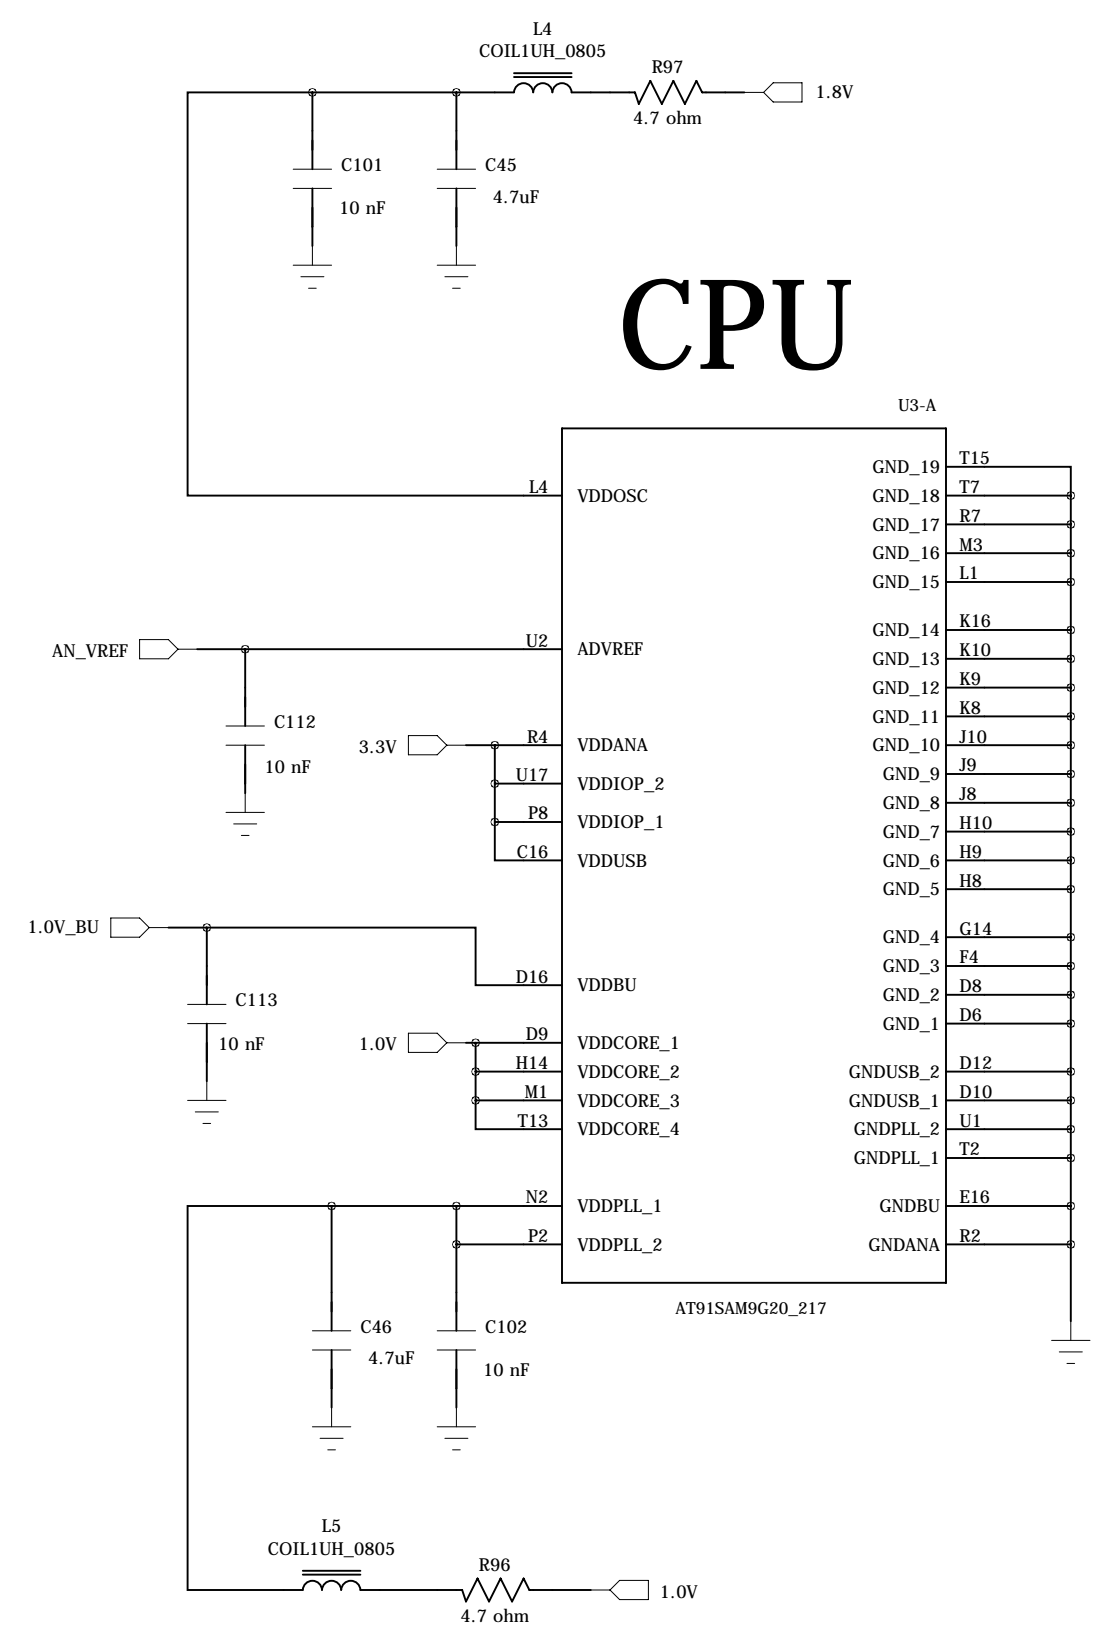 L4
COIL1UH_0805
R97
4.7 ohm
1.8V
C101
10 nF
C45
4.7uF
CPU
U3-A
L4
VDDOSC
AN_VREF
U2
ADVREF
C112
10 nF
3.3V
R4
VDDANA
U17
VDDIOP_2
P8
VDDIOP_1
C16
VDDUSB
1.0V_BU
D16
VDDBU
C113
10 nF
1.0V
D9
VDDCORE_1
H14
VDDCORE_2
M1
VDDCORE_3
T13
VDDCORE_4
N2
VDDPLL_1
P2
VDDPLL_2
GND_19
T15
GND_18
T7
GND_17
R7
GND_16
M3
GND_15
L1
GND_14
K16
GND_13
K10
GND_12
K9
GND_11
K8
GND_10
J10
GND_9
J9
GND_8
J8
GND_7
H10
GND_6
H9
GND_5
H8
GND_4
G14
GND_3
F4
GND_2
D8
GND_1
D6
GNDUSB_2
D12
GNDUSB_1
D10
GNDPLL_2
U1
GNDPLL_1
T2
GNDBU
E16
GNDANA
R2
AT91SAM9G20_217
C46
4.7uF
C102
10 nF
L5
COIL1UH_0805
R96
4.7 ohm
1.0V